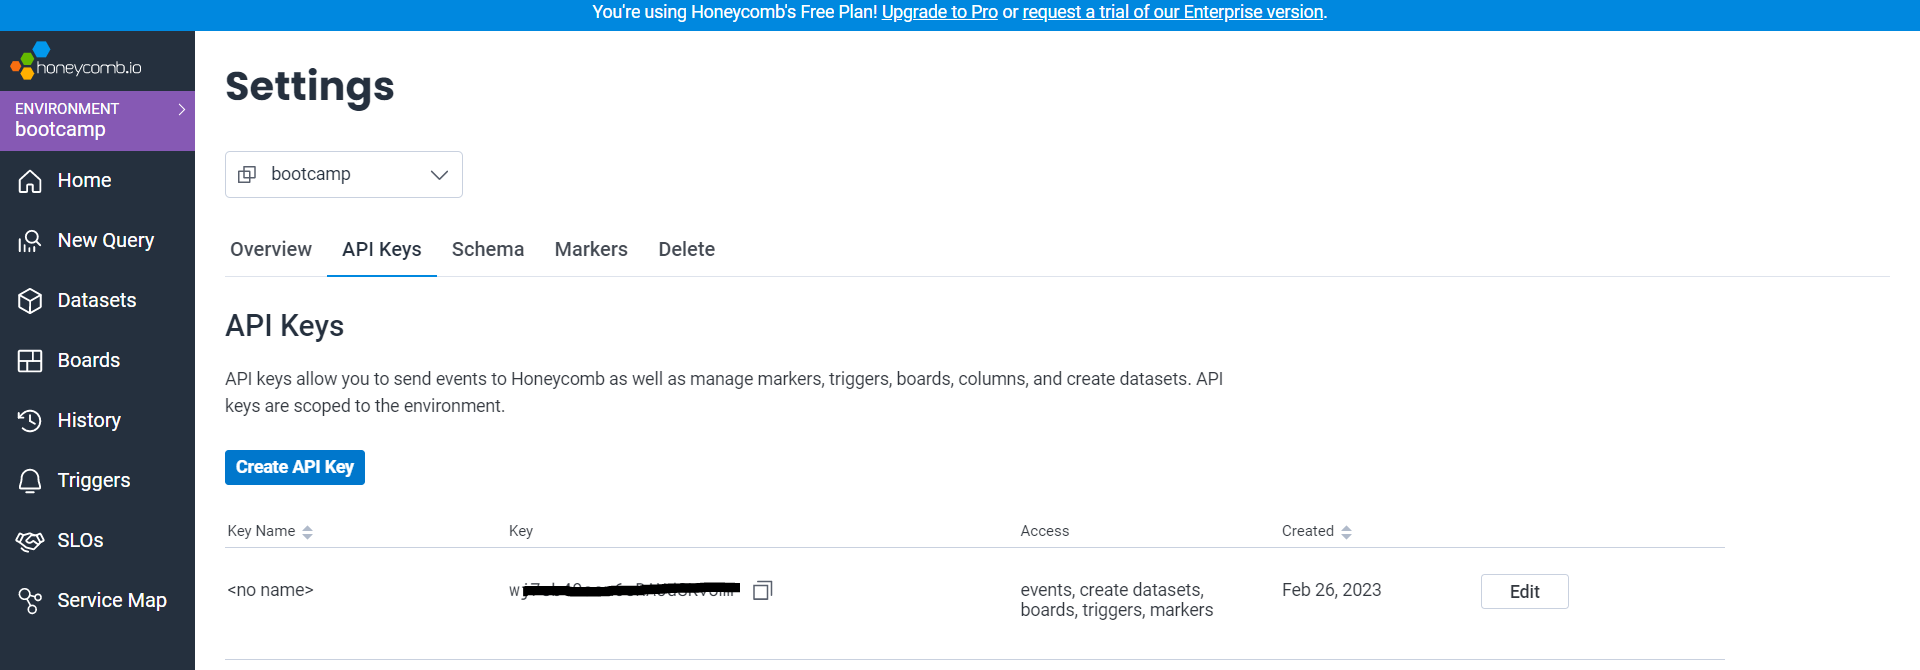 You're using Honeycomb's Free Plan! Upgrade to Pro or request a trial of our Enterprise version.
honeycomb.io
ENVIRONMENT
bootcamp
Home
New Query
Datasets
Boards
History
Triggers
SLOs
Service Map
Settings
bootcamp
Overview API Keys Schema Markers Delete
API Keys
API keys allow you to send events to Honeycomb as well as manage markers, triggers, boards, columns, and create datasets. API
keys are scoped to the environment.
Create API Key
Key Name Key Access Created
<no name> events, create datasets, Feb 26, 2023 Edit
boards, triggers, markers